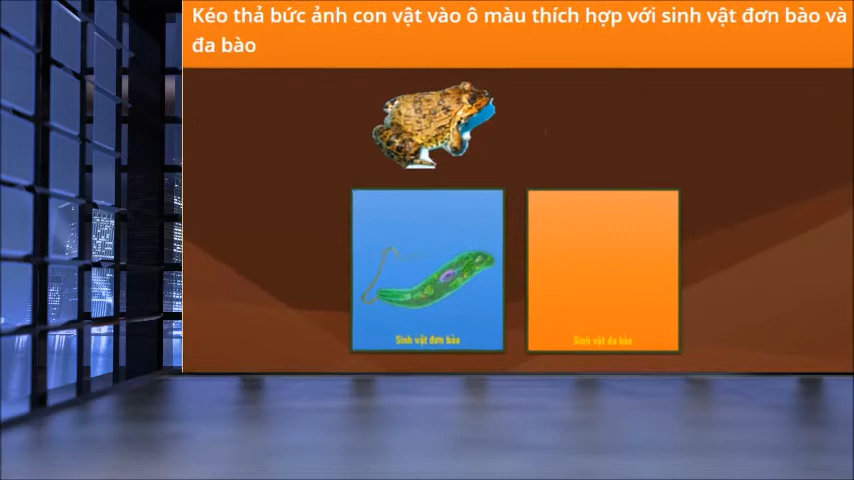 Kéo thả bức ảnh con vật vào ô màu thích hợp với sinh vật đơn bào và
đa bào
Sinh vật đơn bào
Sinh vật đa bào